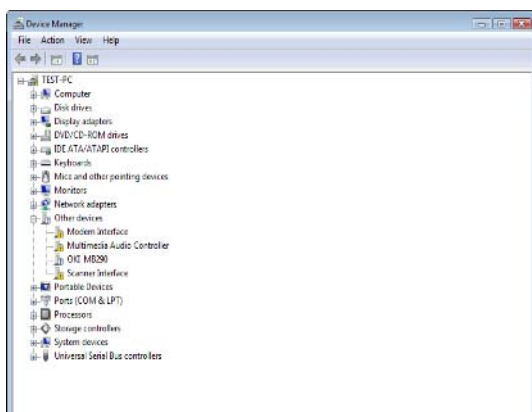 Device Manager
File Action View Help
TEST-PC
Computer
Disk drives
Display adapters
DVD/CD-ROM drives
IDE ATA/ATAPI controllers
Keyboards
Mice and other pointing devices
Monitors
Network adapters
Other devices
Modem Interface
Multimedia Audio Controller
OKI MB290
Scanner Interface
Portable Devices
Ports (COM & LPT)
Processors
Storage controllers
System devices
Universal Serial Bus controllers